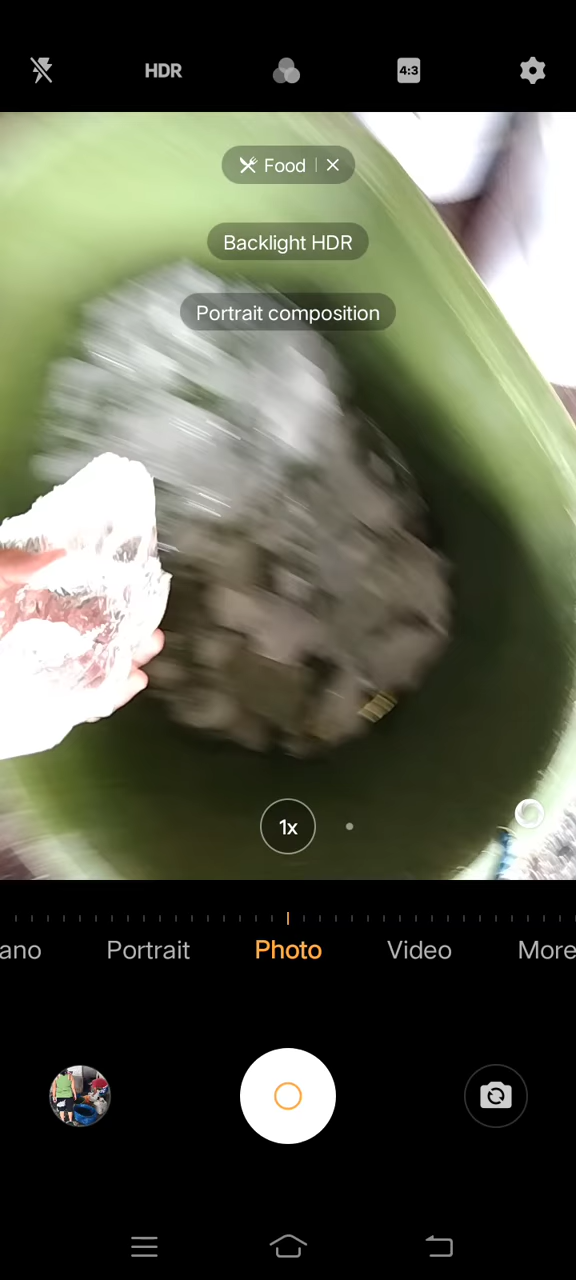 HDR
4:3
Food
Backlight HDR
Portrait composition
1x
ano Portrait Photo Video More